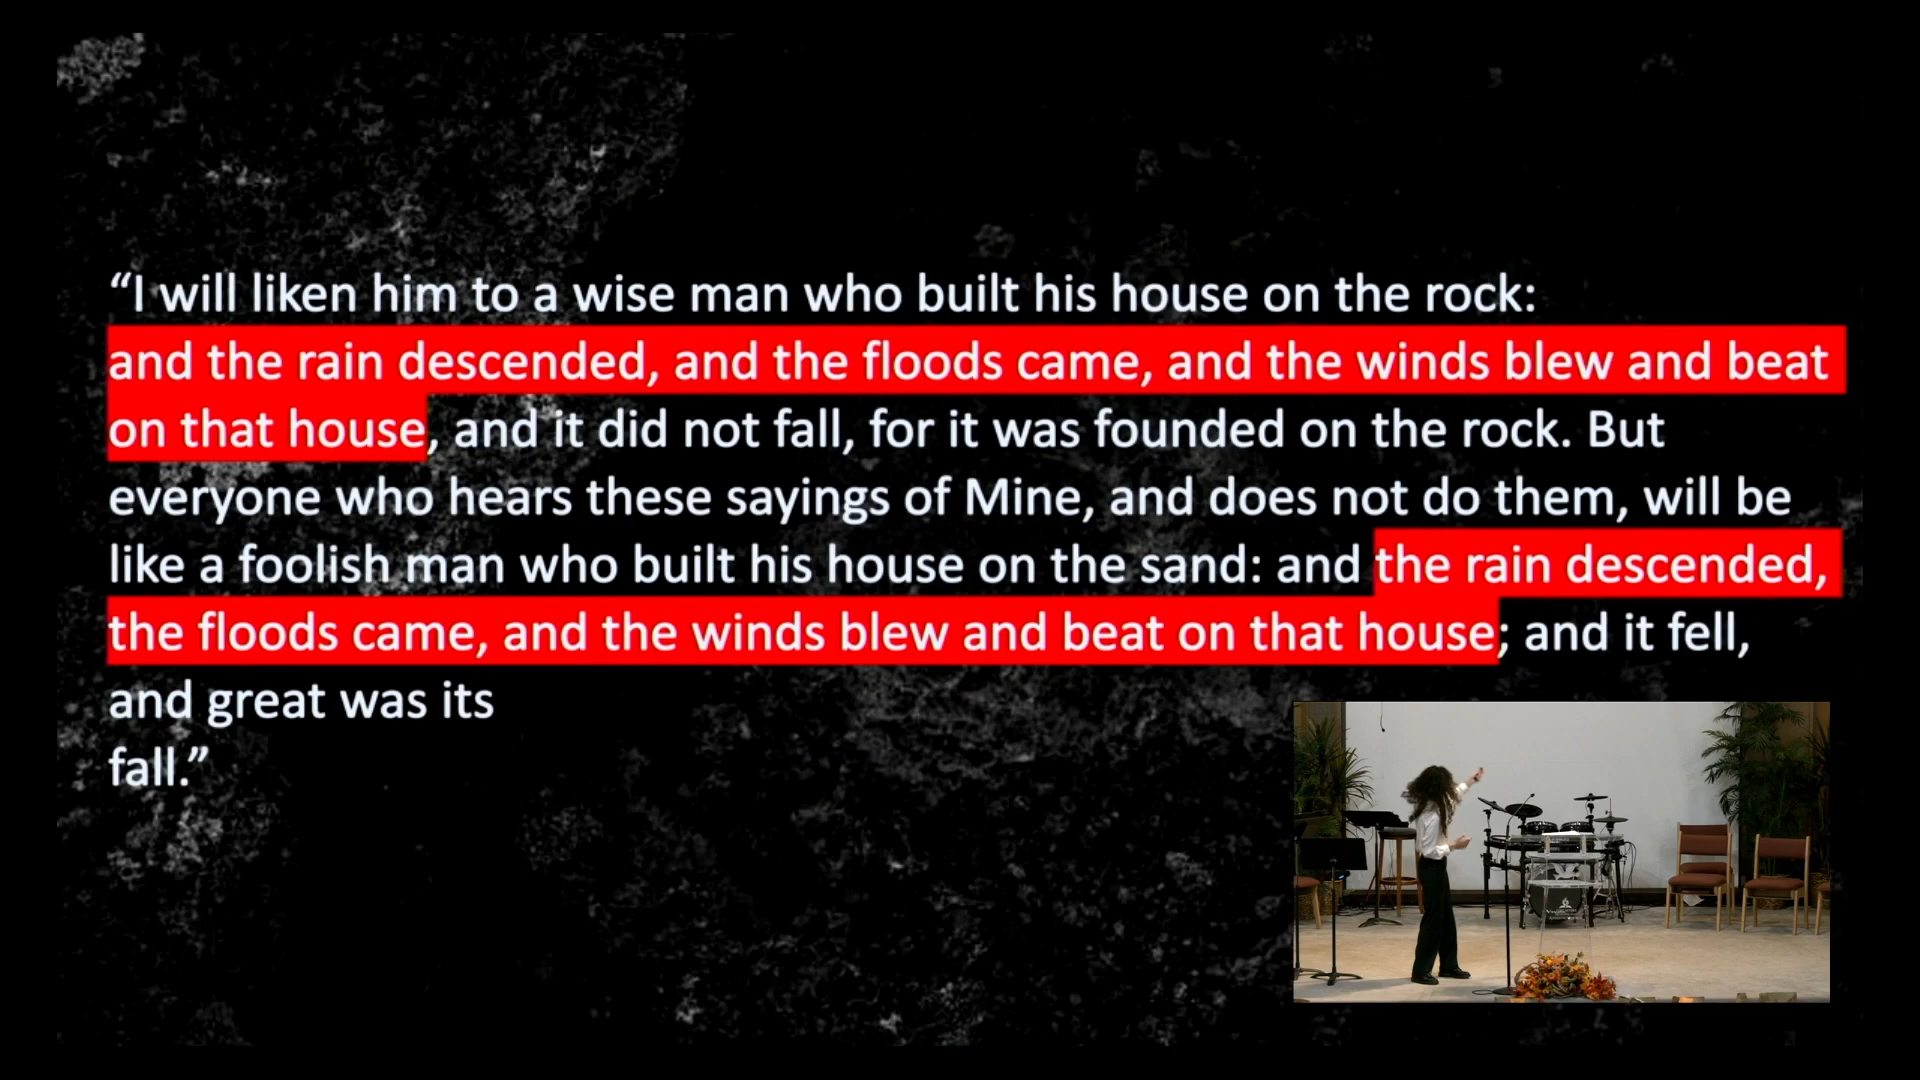 “I will liken him to a wise man who built his house on the rock:
and the rain descended, and the floods came, and the winds blew and beat
on that house, and it did not fall, for it was founded on the rock. But
everyone who hears these sayings of Mine, and does not do them, will be
like a foolish man who built his house on the sand: and the rain descended,
the floods came, and the winds blew and beat on that house; and it fell,
and great was its
fall.”